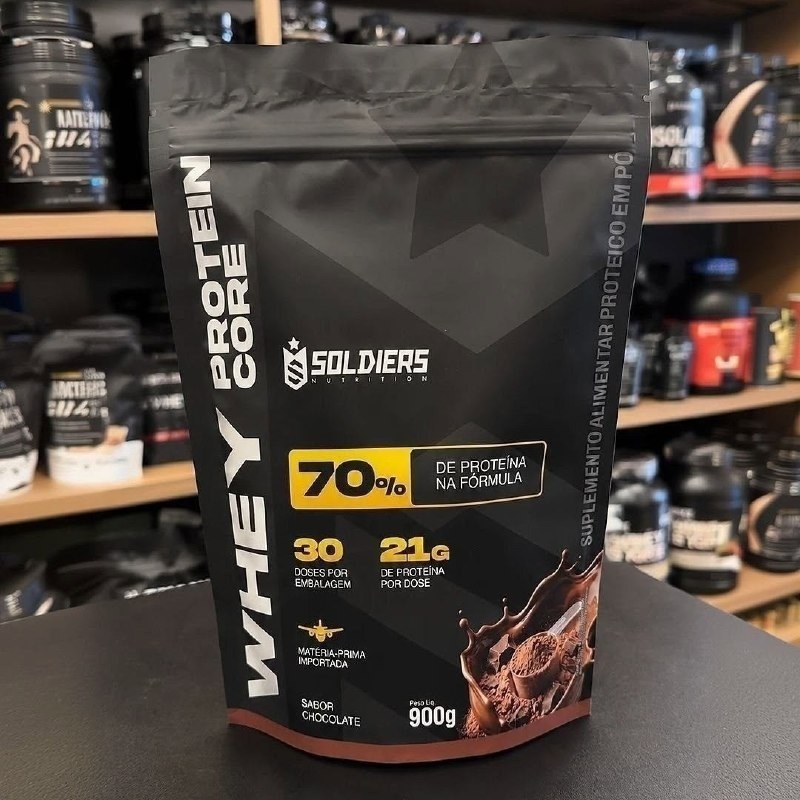 WHEY PROTEIN
CORE
SOLDIERS
NUTRITION
70%
DE PROTEÍNA
NA FÓRMULA
30
DOSES POR
EMBALAGEM
21G
DE PROTEÍNA
POR DOSE
MATÉRIA-PRIMA
IMPORTADA
SABOR
CHOCOLATE
Peso Líq.
900g
SUPLEMENTO ALIMENTAR PROTEICO EM PÓ